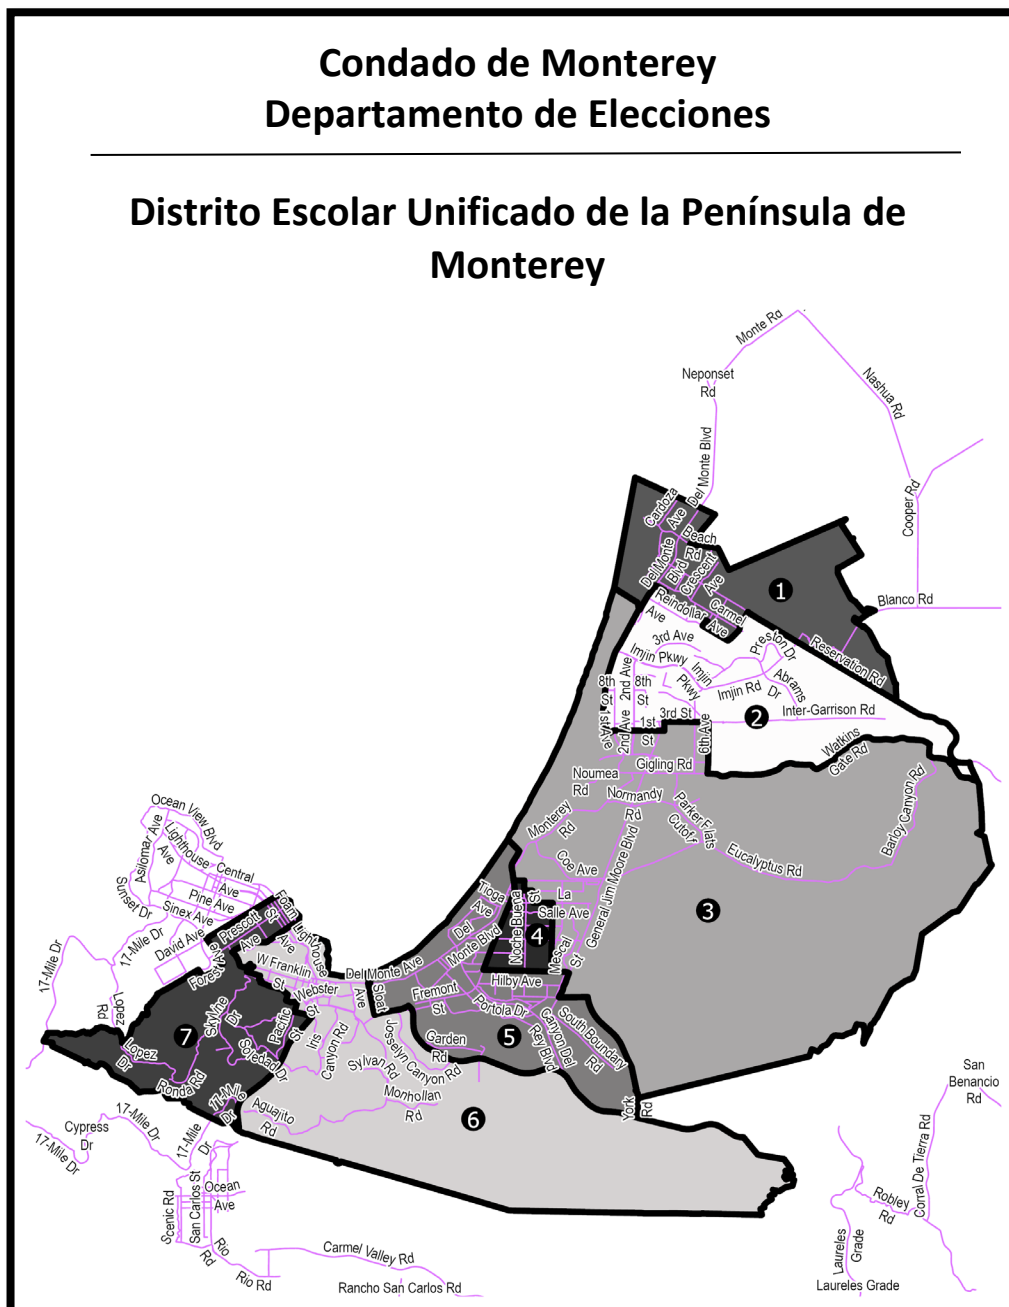 Condado de Monterey
Departamento de Elecciones
Distrito Escolar Unificado de la Península de
Monterey
Monte Rd
Neponset
Rd
Nashua Rd
Del Monte Blvd
Cooper Rd
Cardoza
Ave
Beach
Rd
Del Monte
Blvd
Crescent
Ave
1
Blanco Rd
Carmel
Ave
Reindollar
Ave
Reservation Rd
3rd Ave
Preston Dr
Imjin Pkwy
Imjin
Pkwy
Imjin Rd
Abrams
Dr
8th
St
2nd Ave
8th
St
1st Ave
2nd Ave
3rd St
1st
St
6th Ave
2
Inter-Garrison Rd
Watkins
Gate Rd
Gigling Rd
Noumea
Rd
Normandy
Rd
Parker Flats
Cutoff
Monterey
Rd
Barloy Canyon Rd
Eucalyptus Rd
Coe Ave
General Jim Moore Blvd
Ocean View Blvd
Asilomar Ave
Lighthouse
Ave
Central
Ave
Pine Ave
Sunset Dr
Sinex Ave
Foam
St
Prescott
Ave
Lighthouse
Ave
17-Mile Dr
17-Mile Dr
David Ave
Forest Ave
Tioga
Ave
Del
Monte Blvd
Noche Buena
St
La
Salle Ave
4
Mescal
St
3
W Franklin
St
Del Monte Ave
Webster
St
Sloat
Ave
Fremont
St
Hilby Ave
Portola Dr
Lopez
Rd
Skyline
Dr
Pacific
St
7
Iris
Canyon Rd
Josselyn Canyon Rd
Garden
Rd
5
Canyon Del
Rey Blvd
South Boundary
Rd
Lopez
Dr
Soledad Dr
Sylvan Rd
Ronda Rd
17-Mile
Dr
Monhollan
Rd
Aguajito
Rd
6
York
Rd
San
Benancio
Rd
17-Mile Dr
Cypress
Dr
17-Mile Dr
17-Mile
Dr
Corral De Tierra Rd
San Carlos St
Ocean
Ave
Scenic Rd
Robley
Rd
Rio
Rd
Rio Rd
Carmel Valley Rd
Rancho San Carlos Rd
Laureles
Grade
Laureles Grade